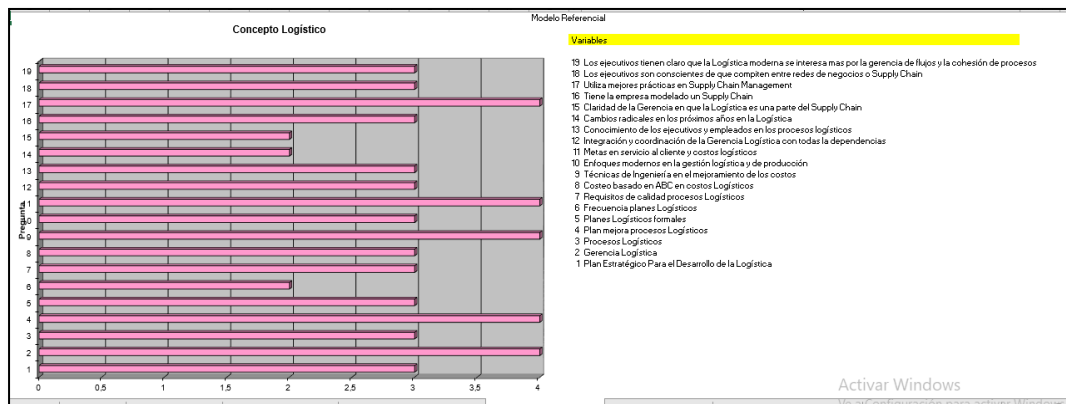 Modelo Referencial
Concepto Logístico
Variables
19 Los ejecutivos tienen claro que la Logística moderna se interesa mas por la gerencia de flujos y la cohesión de procesos
18 Los ejecutivos son conscientes de que compiten entre redes de negocios o Supply Chain
17 Utiliza mejores prácticas en Supply Chain Management
16 Tiene la empresa modelado un Supply Chain
15 Claridad de la Gerencia en que la Logística es una parte del Supply Chain
14 Cambios radicales en los próximos años en la Logística
13 Conocimiento de los ejecutivos y empleados en los procesos logísticos
12 Integración y coordinación de la Gerencia Logística con todas la dependencias
11 Metas en servicio al cliente y costos logísticos
10 Enfoques modernos en la gestión logística y de producción
9 Técnicas de Ingeniería en el mejoramiento de los costos
8 Costeo basado en ABC en costos Logísticos
7 Requisitos de calidad procesos Logísticos
6 Frecuencia planes Logísticos
5 Planes Logísticos formales
4 Plan mejora procesos Logísticos
3 Procesos Logísticos
2 Gerencia Logística
1 Plan Estratégico Para el Desarrollo de la Logística
Pregunta
19
18
17
16
15
14
13
12
11
10
9
8
7
6
5
4
3
2
1
0 0,5 1 1,5 2 2,5 3 3,5 4
Activar Windows
Ve a Configuración para activar Windows